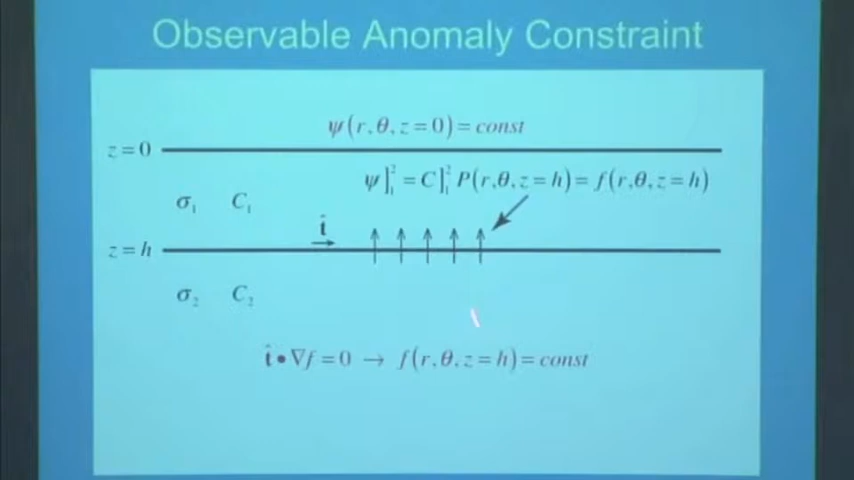 Observable Anomaly Constraint
ψ(r,θ,z=0)=const
z=0
ψ]₁² = C]₁² P(r,θ,z=h)=f(r,θ,z=h)
σ₁ C₁
t̂
z=h
σ₂ C₂
t̂•∇f=0 → f(r,θ,z=h)=const